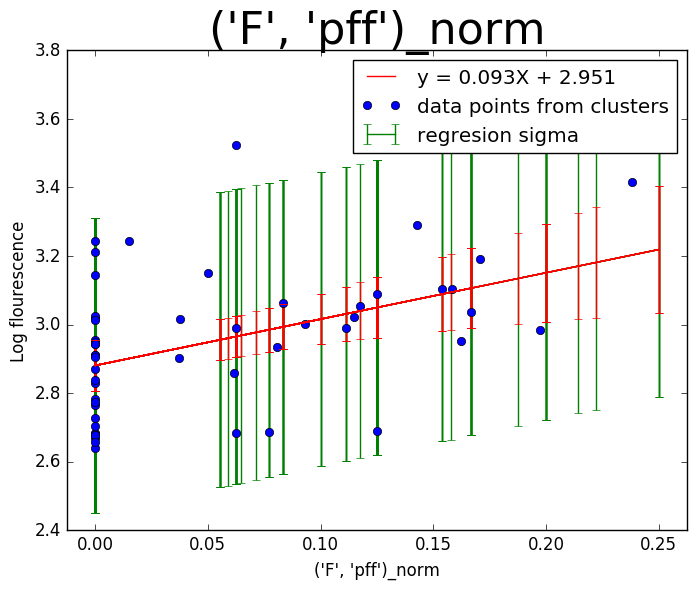 ('F', 'pff')_norm
3.8
3.6
3.4
3.2
3.0
2.8
2.6
2.4
Log flourescence
y = 0.093X + 2.951
data points from clusters
regresion sigma
0.00 0.05 0.10 0.15 0.20 0.25
('F', 'pff')_norm